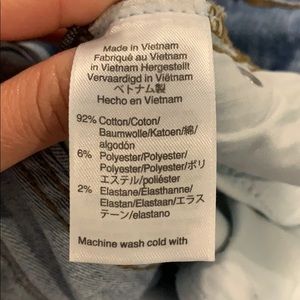 Made in Vietnam
Fabriqué au Vietnam
in Vietnam Hergestellt
Vervaardigd in Viëtnam
ベトナム製
Hecho en Vietnam
92% Cotton/Coton/
Baumwolle/Katoen/綿/
algodón
6% Polyester/Polyester/
Polyester/Polyester/ポリ
エステル/poliéster
2% Elastane/Élasthanne/
Elastan/Elastaan/エラス
テーン/elastano
Machine wash cold with